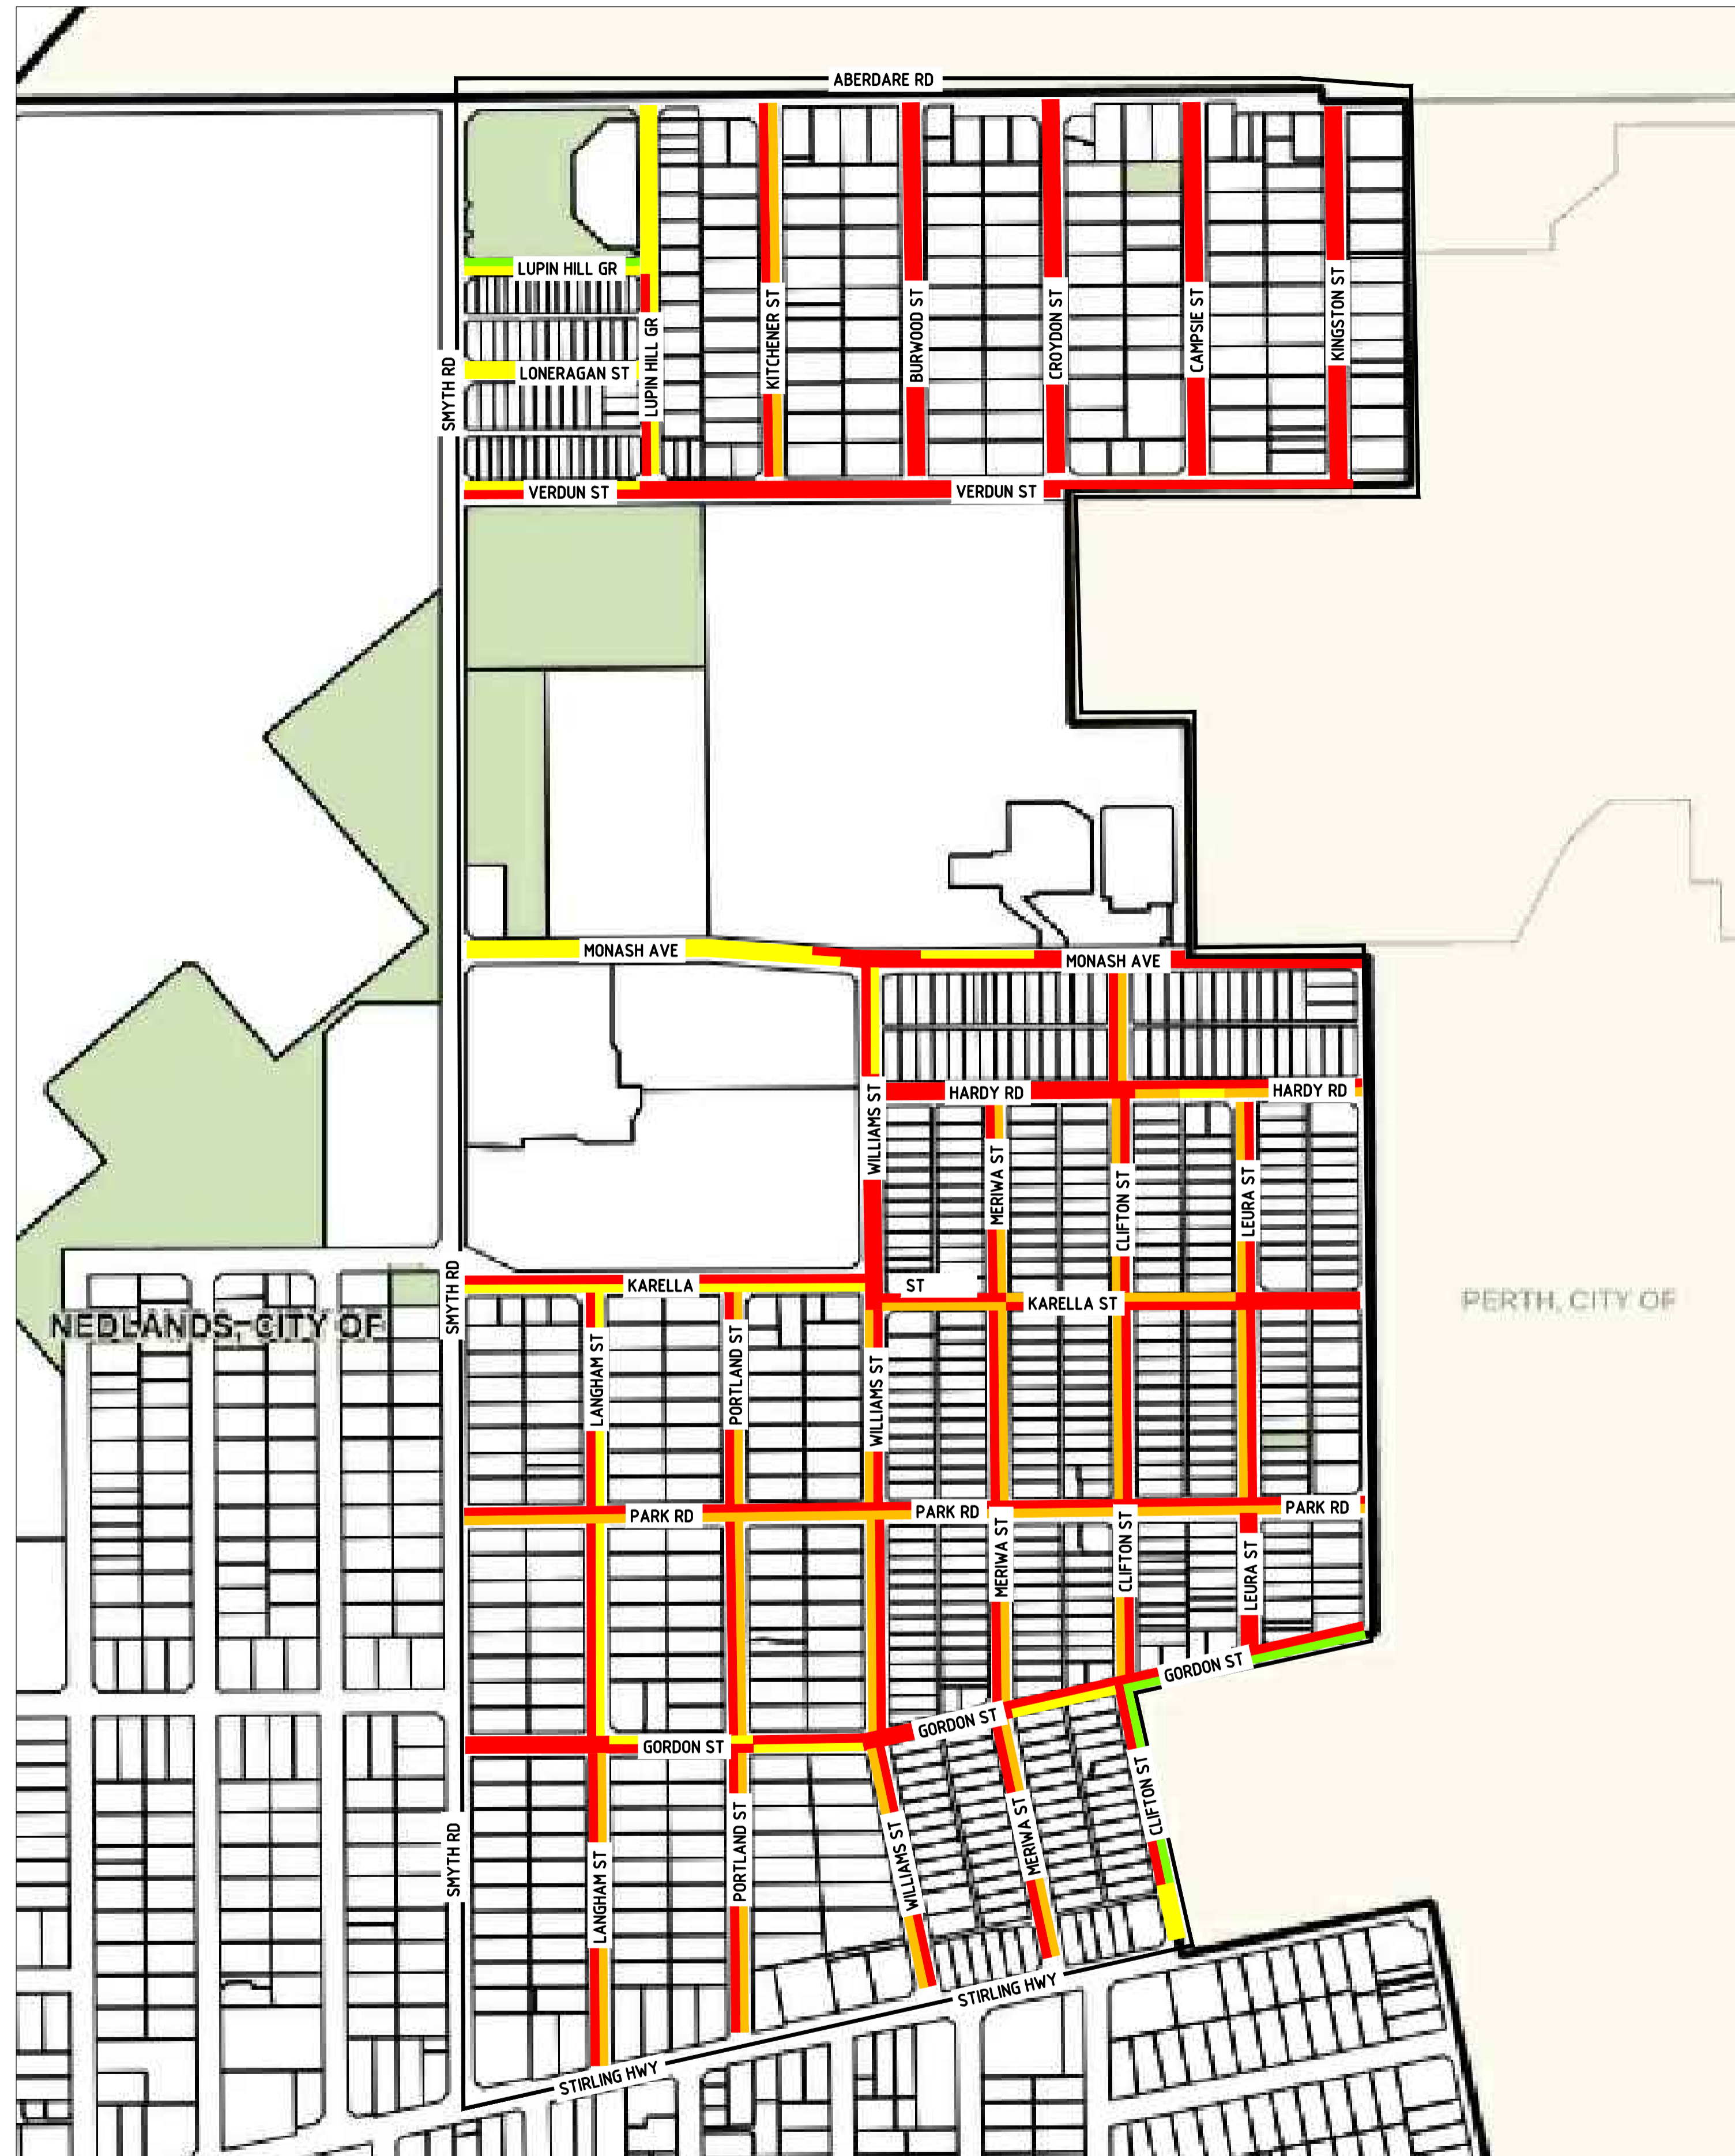 ABERDARE RD
LUPIN HILL GR
LUPIN HILL GR
KITCHENER ST
BURWOOD ST
CROYDON ST
CAMPSIE ST
KINGSTON ST
SMYTH RD
LONERAGAN ST
VERDUN ST
VERDUN ST
MONASH AVE
MONASH AVE
HARDY RD
HARDY RD
WILLIAMS ST
MERIWA ST
CLIFTON ST
LEURA ST
SMYTH RD
KARELLA
ST
KARELLA ST
PERTH, CITY OF
NEDLANDS, CITY OF
LANGHAM ST
PORTLAND ST
WILLIAMS ST
PARK RD
PARK RD
PARK RD
MERIWA ST
CLIFTON ST
LEURA ST
GORDON ST
GORDON ST
GORDON ST
SMYTH RD
LANGHAM ST
PORTLAND ST
WILLIAMS ST
MERIWA ST
CLIFTON ST
STIRLING HWY
STIRLING HWY